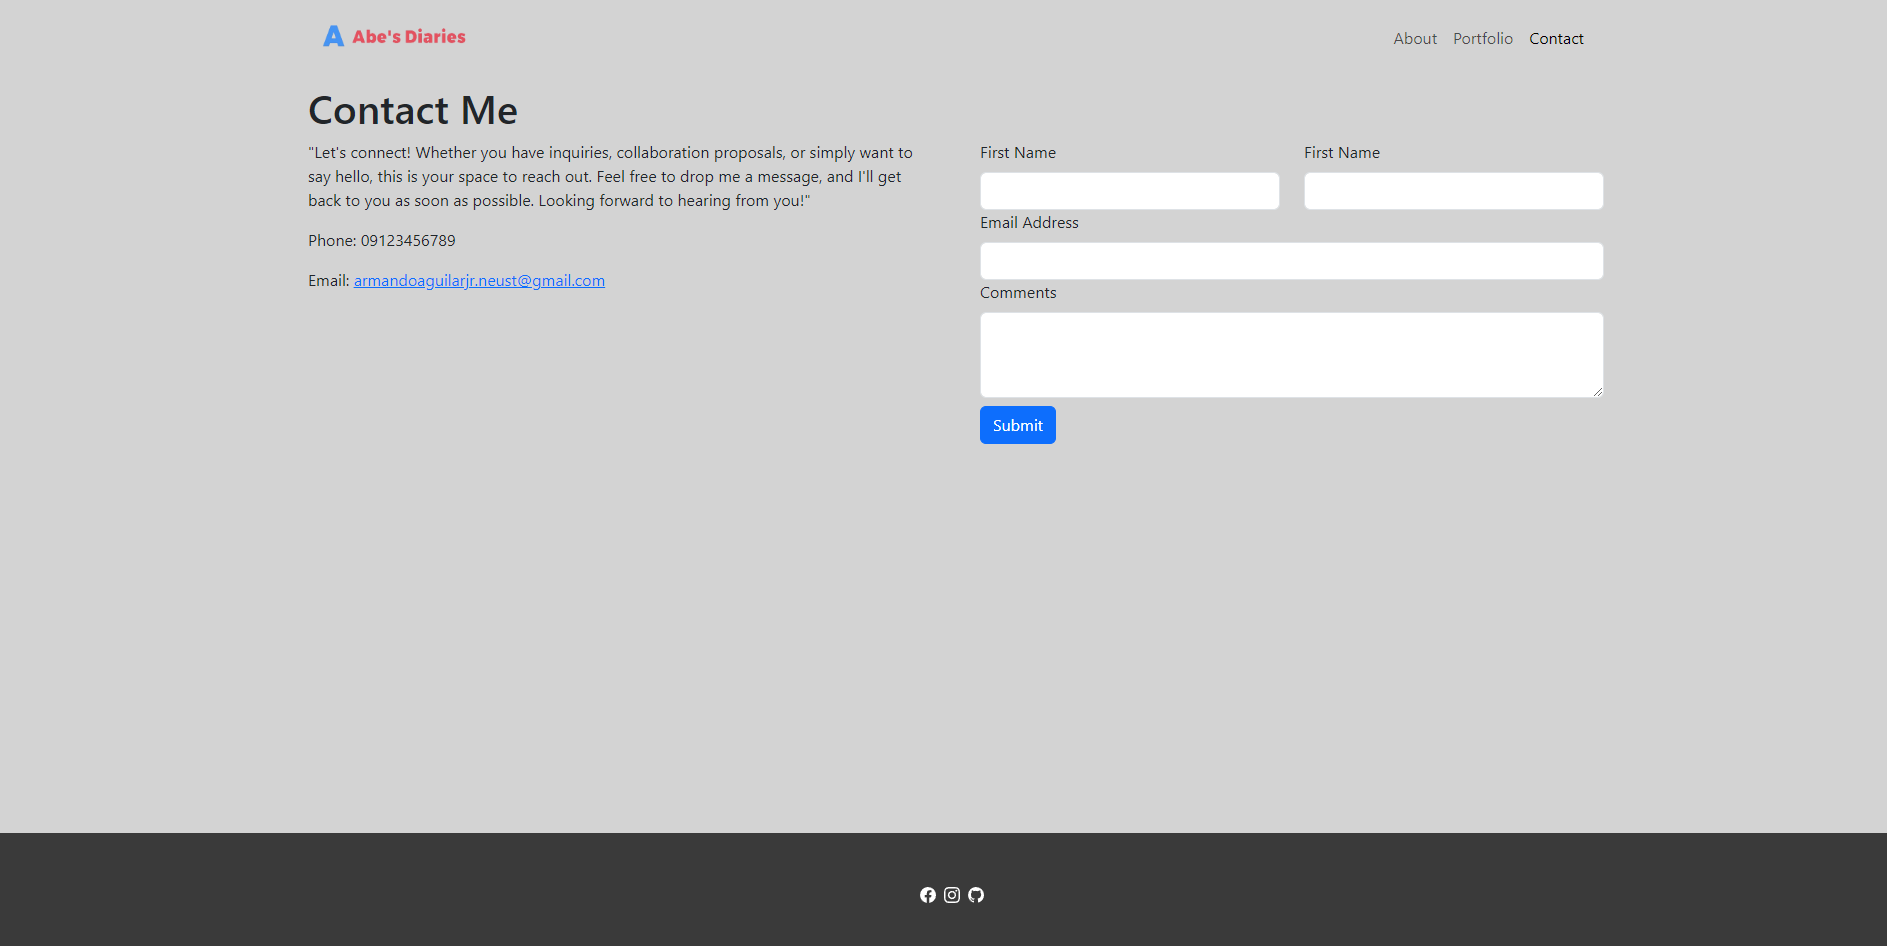 A Abe's Diaries
About Portfolio Contact
Contact Me
"Let's connect! Whether you have inquiries, collaboration proposals, or simply want to
say hello, this is your space to reach out. Feel free to drop me a message, and I'll get
back to you as soon as possible. Looking forward to hearing from you!"
Phone: 09123456789
Email: armandoaguilarjr.neust@gmail.com
First Name
First Name
Email Address
Comments
Submit